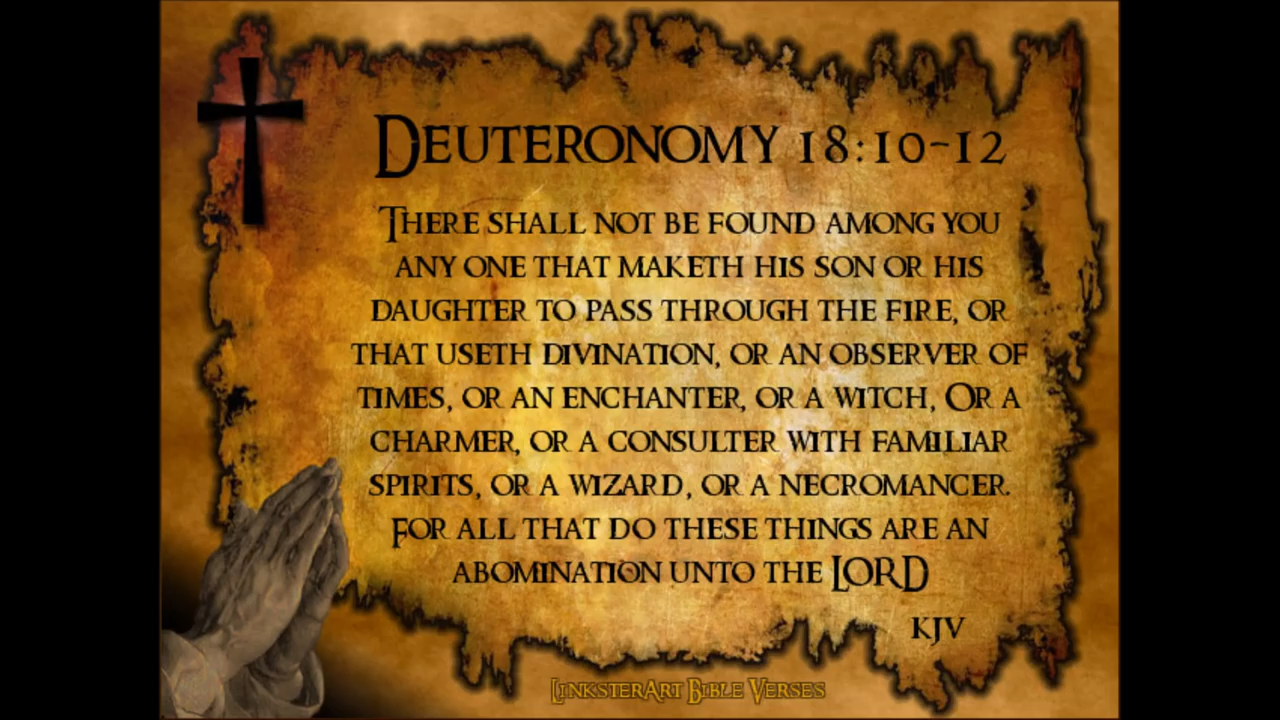 Deuteronomy 18:10-12
There shall not be found among you
any one that maketh his son or his
daughter to pass through the fire, or
that useth divination, or an observer of
times, or an enchanter, or a witch, Or a
charmer, or a consulter with familiar
spirits, or a wizard, or a necromancer.
For all that do these things are an
abomination unto the LORD
KJV
LinksterArt Bible Verses